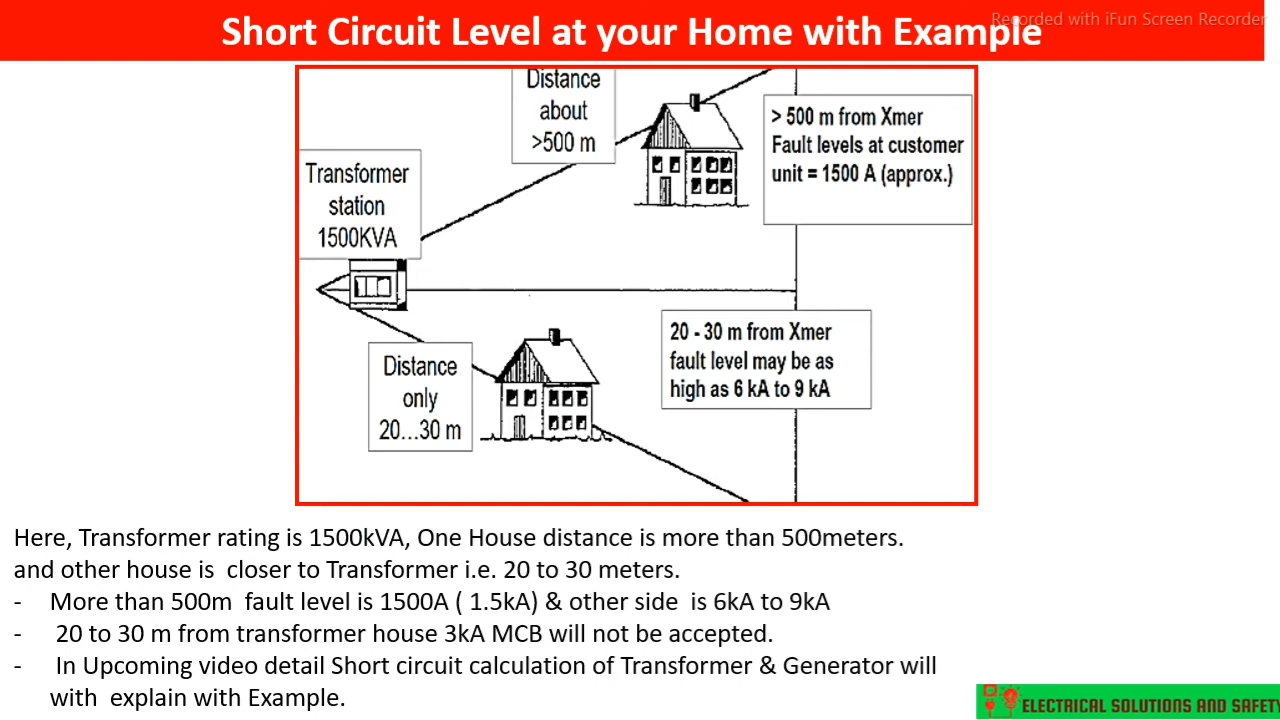 Recorded with iFun Screen Recorder
Short Circuit Level at your Home with Example
Distance
about
>500 m
> 500 m from Xmer
Fault levels at customer
unit = 1500 A (approx.)
Transformer
station
1500KVA
20 - 30 m from Xmer
fault level may be as
high as 6 kA to 9 kA
Distance
only
20...30 m
Here, Transformer rating is 1500kVA, One House distance is more than 500meters.
and other house is closer to Transformer i.e. 20 to 30 meters.
- More than 500m fault level is 1500A ( 1.5kA) & other side is 6kA to 9kA
- 20 to 30 m from transformer house 3kA MCB will not be accepted.
- In Upcoming video detail Short circuit calculation of Transformer & Generator will
with explain with Example.
ELECTRICAL SOLUTIONS AND SAFETY